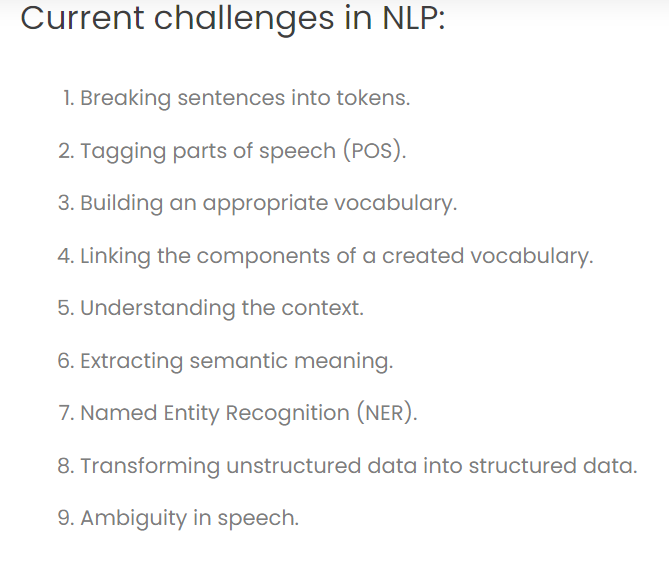 Current challenges in NLP:
1. Breaking sentences into tokens.
2. Tagging parts of speech (POS).
3. Building an appropriate vocabulary.
4. Linking the components of a created vocabulary.
5. Understanding the context.
6. Extracting semantic meaning.
7. Named Entity Recognition (NER).
8. Transforming unstructured data into structured data.
9. Ambiguity in speech.